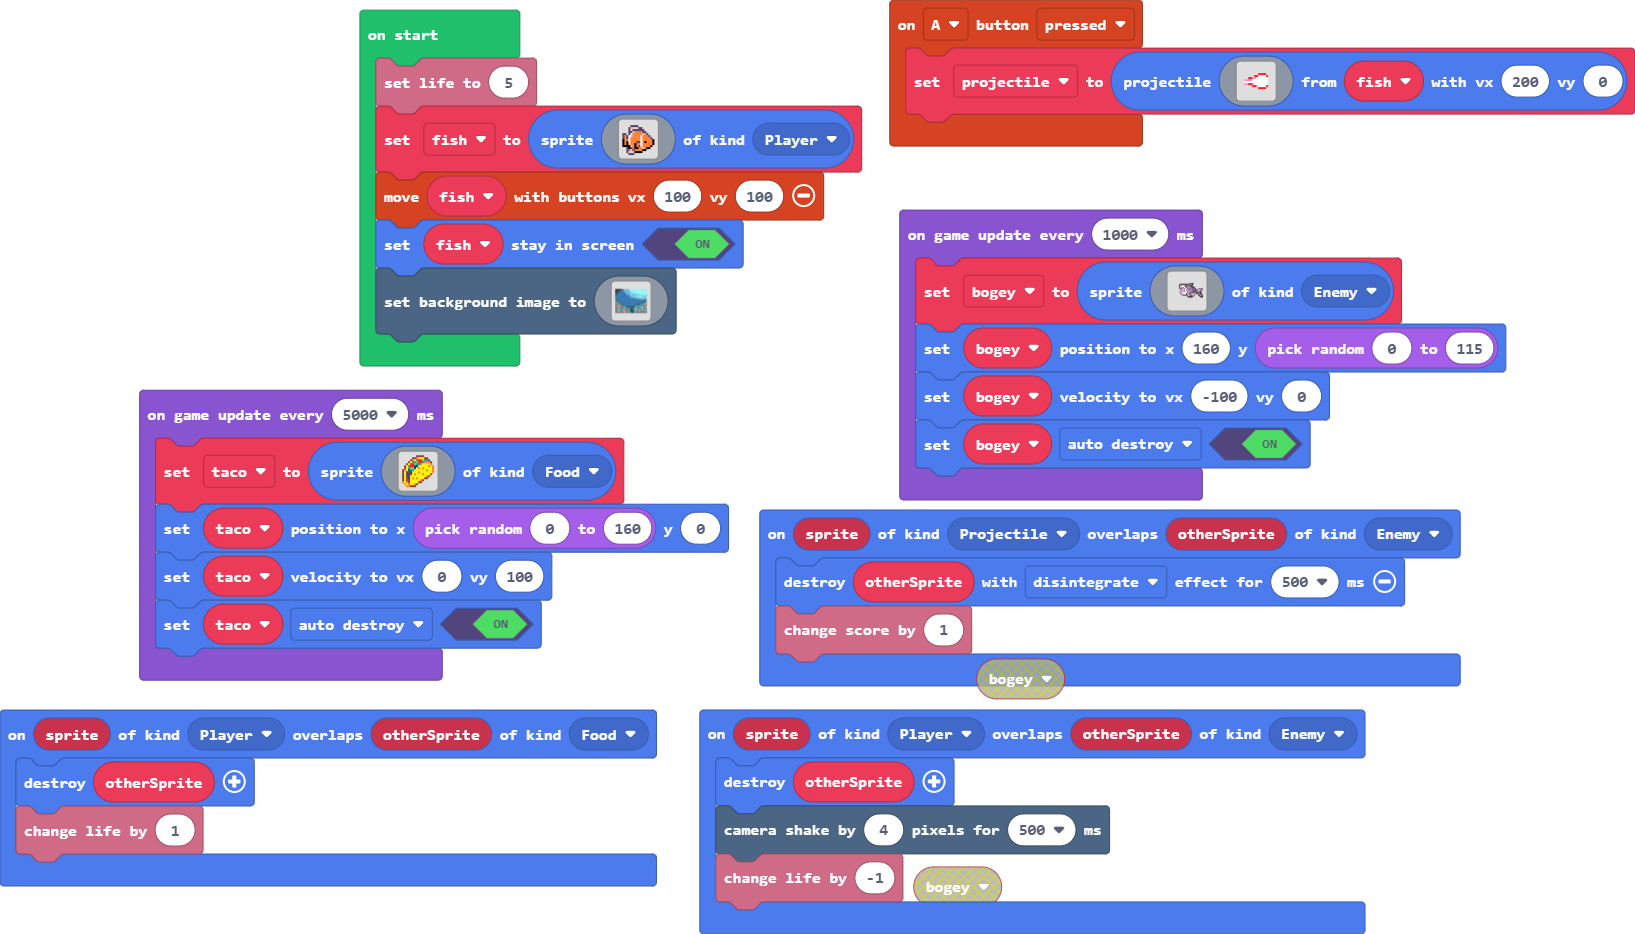 on start
set life to 5
set fish to sprite of kind Player
move fish with buttons vx 100 vy 100
set fish stay in screen ON
set background image to
on A button pressed
set projectile to projectile from fish with vx 200 vy 0
on game update every 1000 ms
set bogey to sprite of kind Enemy
set bogey position to x 160 y pick random 0 to 115
set bogey velocity to vx -100 vy 0
set bogey auto destroy ON
on game update every 5000 ms
set taco to sprite of kind Food
set taco position to x pick random 0 to 160 y 0
set taco velocity to vx 0 vy 100
set taco auto destroy ON
on sprite of kind Projectile overlaps otherSprite of kind Enemy
destroy otherSprite with disintegrate effect for 500 ms
change score by 1
bogey
on sprite of kind Player overlaps otherSprite of kind Food
destroy otherSprite
change life by 1
on sprite of kind Player overlaps otherSprite of kind Enemy
destroy otherSprite
camera shake by 4 pixels for 500 ms
change life by -1
bogey